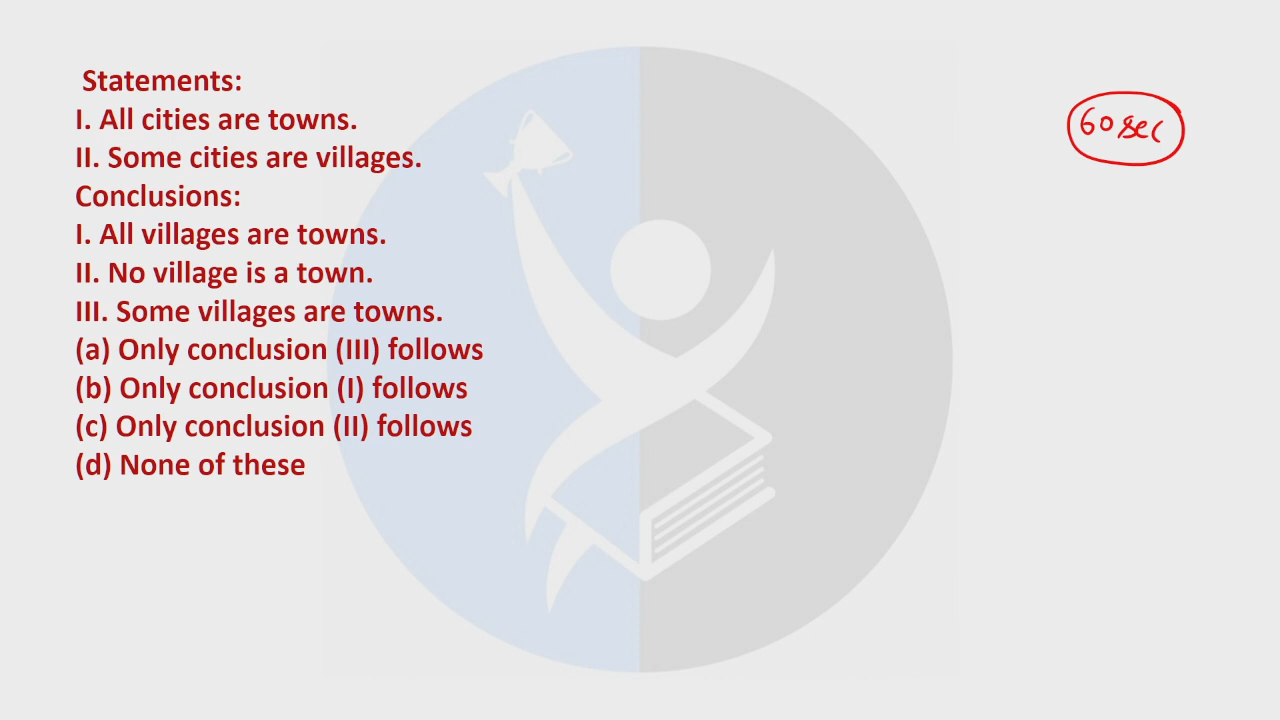 Statements:
I. All cities are towns.
II. Some cities are villages.
Conclusions:
I. All villages are towns.
II. No village is a town.
III. Some villages are towns.
(a) Only conclusion (III) follows
(b) Only conclusion (I) follows
(c) Only conclusion (II) follows
(d) None of these
60 sec